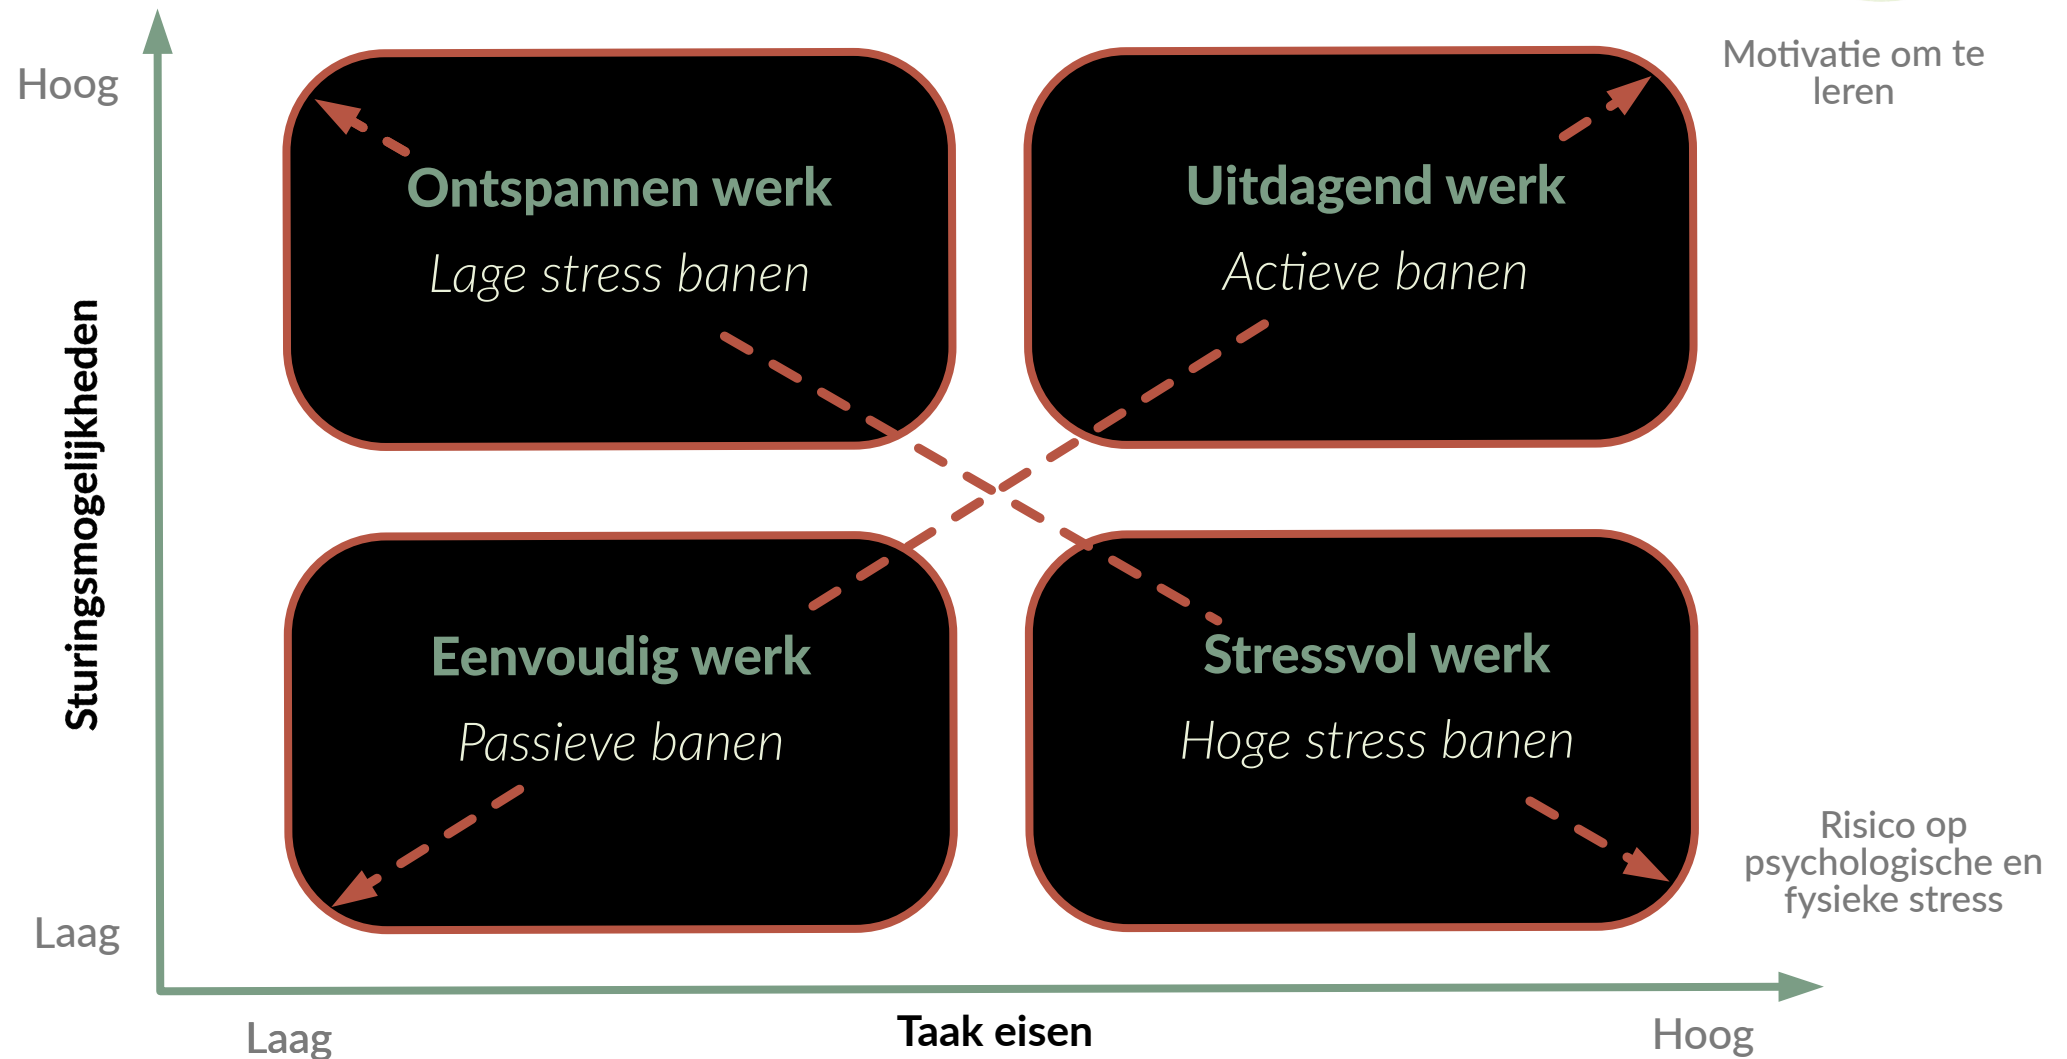 Hoog
Motivatie om te
leren
Ontspannen werk
Lage stress banen
Uitdagend werk
Actieve banen
Sturingsmogelijkheden
Eenvoudig werk
Passieve banen
Stressvol werk
Hoge stress banen
Risico op
psychologische en
fysieke stress
Laag
Laag
Taak eisen
Hoog